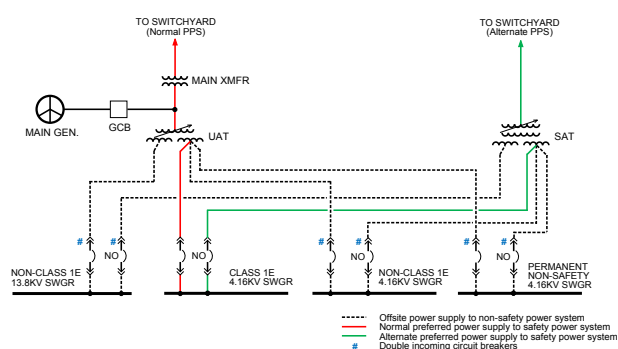 TO SWITCHYARD
(Normal PPS)
TO SWITCHYARD
(Alternate PPS)
MAIN XMFR
MAIN GEN.
GCB
UAT
SAT
#
#
NO
NO
#
#
NO
#
#
NO
NON-CLASS 1E
13.8KV SWGR
CLASS 1E
4.16KV SWGR
NON-CLASS 1E
4.16KV SWGR
PERMANENT
NON-SAFETY
4.16KV SWGR
Offsite power supply to non-safety power system
Normal preferred power supply to safety power system
Alternate preferred power supply to safety power system
# Double incoming circuit breakers